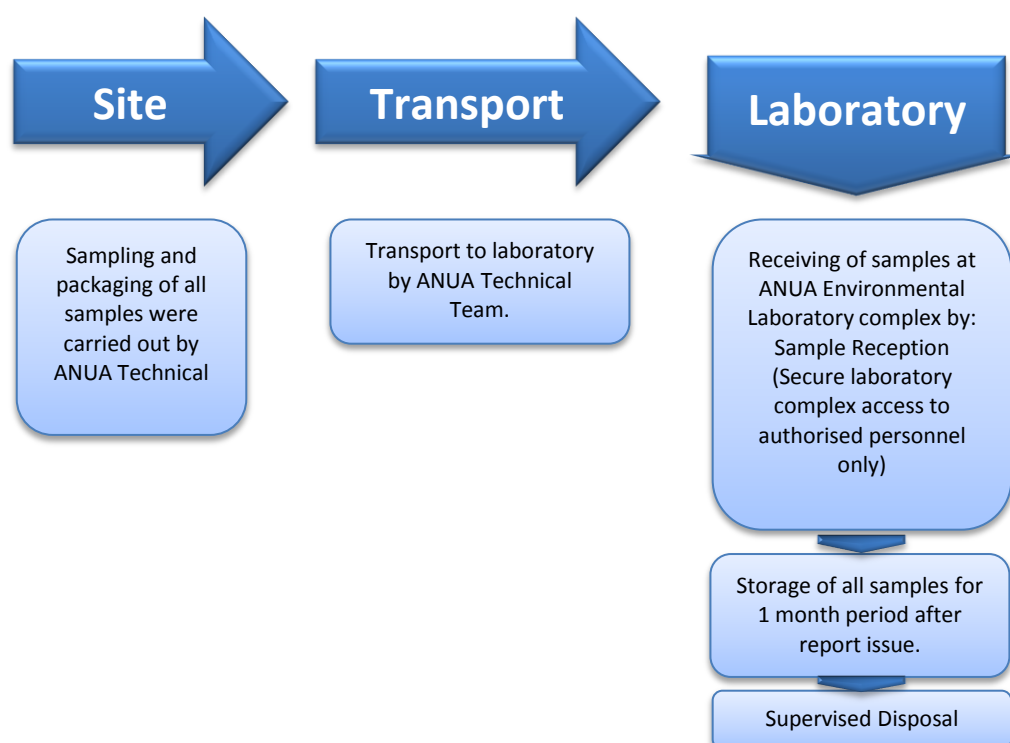 Site
Transport
Laboratory
Sampling and
packaging of all
samples were
carried out by
ANUA Technical
Transport to laboratory
by ANUA Technical
Team.
Receiving of samples at
ANUA Environmental
Laboratory complex by:
Sample Reception
(Secure laboratory
complex access to
authorised personnel
only)
Storage of all samples for
1 month period after
report issue.
Supervised Disposal